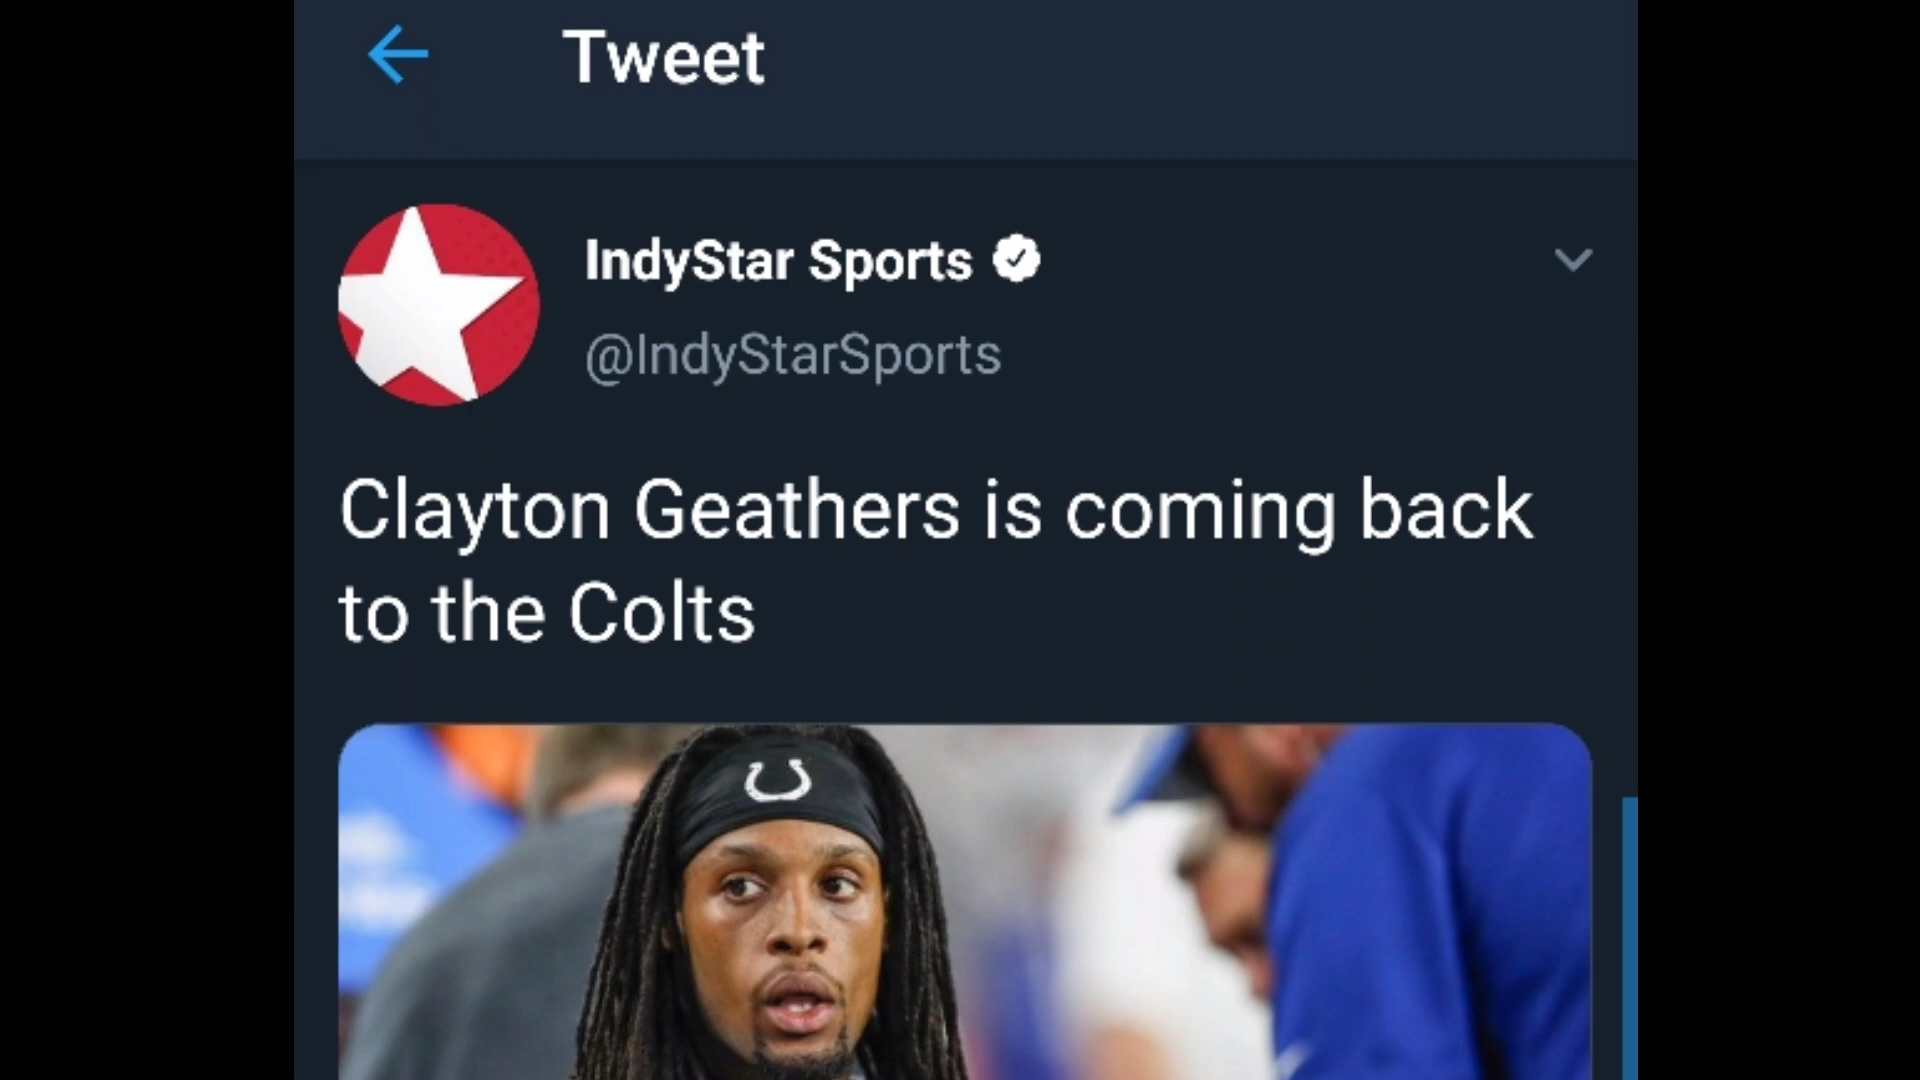 Tweet
IndyStar Sports
@IndyStarSports
Clayton Geathers is coming back
to the Colts